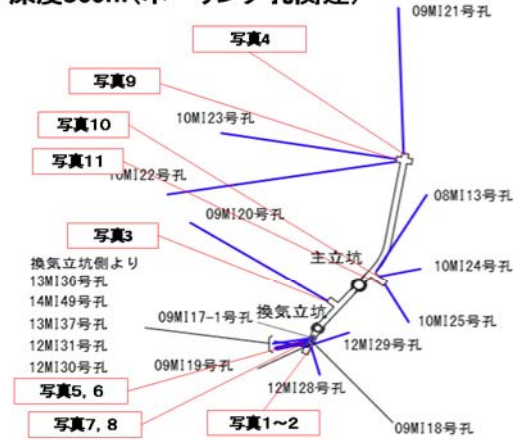 深度300m(ボーリング孔関連)
09MI21号孔
写真4
写真9
10MI23号孔
写真10
写真11
10MI22号孔
08MI13号孔
09MI20号孔
写真3
主立坑
10MI24号孔
換気立坑側より
13MI36号孔
換気立坑
14MI49号孔
09MI17-1号孔
10MI25号孔
13MI37号孔
12MI31号孔
12MI29号孔
12MI30号孔
09MI19号孔
写真5, 6
12MI28号孔
写真7, 8
写真1~2
09MI18号孔